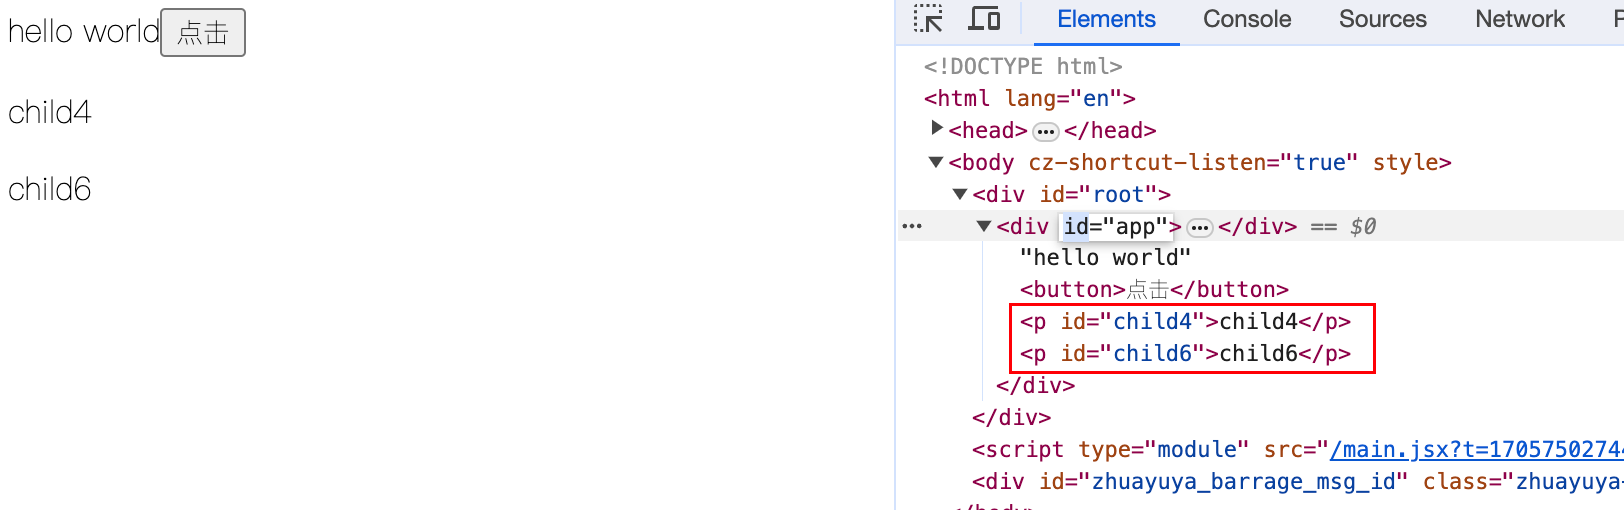 hello world 点击
child4
child6
Elements Console Sources Network
<!DOCTYPE html>
<html lang="en">
<head> ••• </head>
<body cz-shortcut-listen="true" style>
<div id="root">
••• <div id="app"> ••• </div> == $0
"hello world"
<button>点击</button>
<p id="child4">child4</p>
<p id="child6">child6</p>
</div>
</div>
<script type="module" src="/main.jsx?t=17057502744
<div id="zhuayuya_barrage_msg_id" class="zhuayuya-
</body>